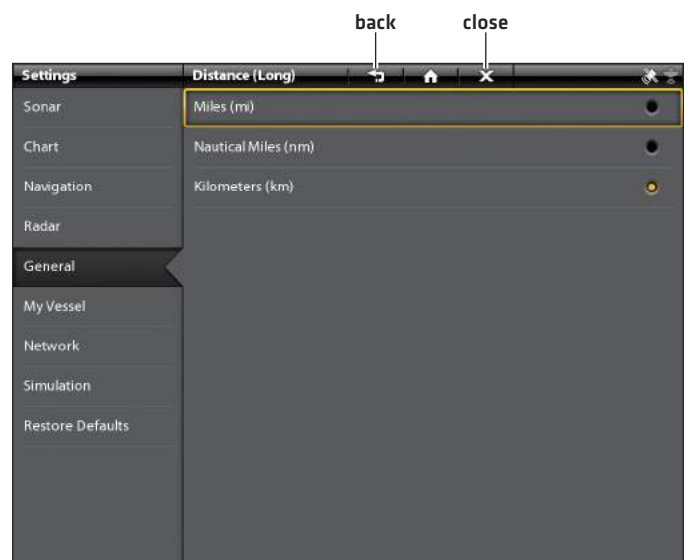 back close
Settings Distance (Long)
Sonar Miles (mi)
Chart Nautical Miles (nm)
Navigation Kilometers (km)
Radar
General
My Vessel
Network
Simulation
Restore Defaults